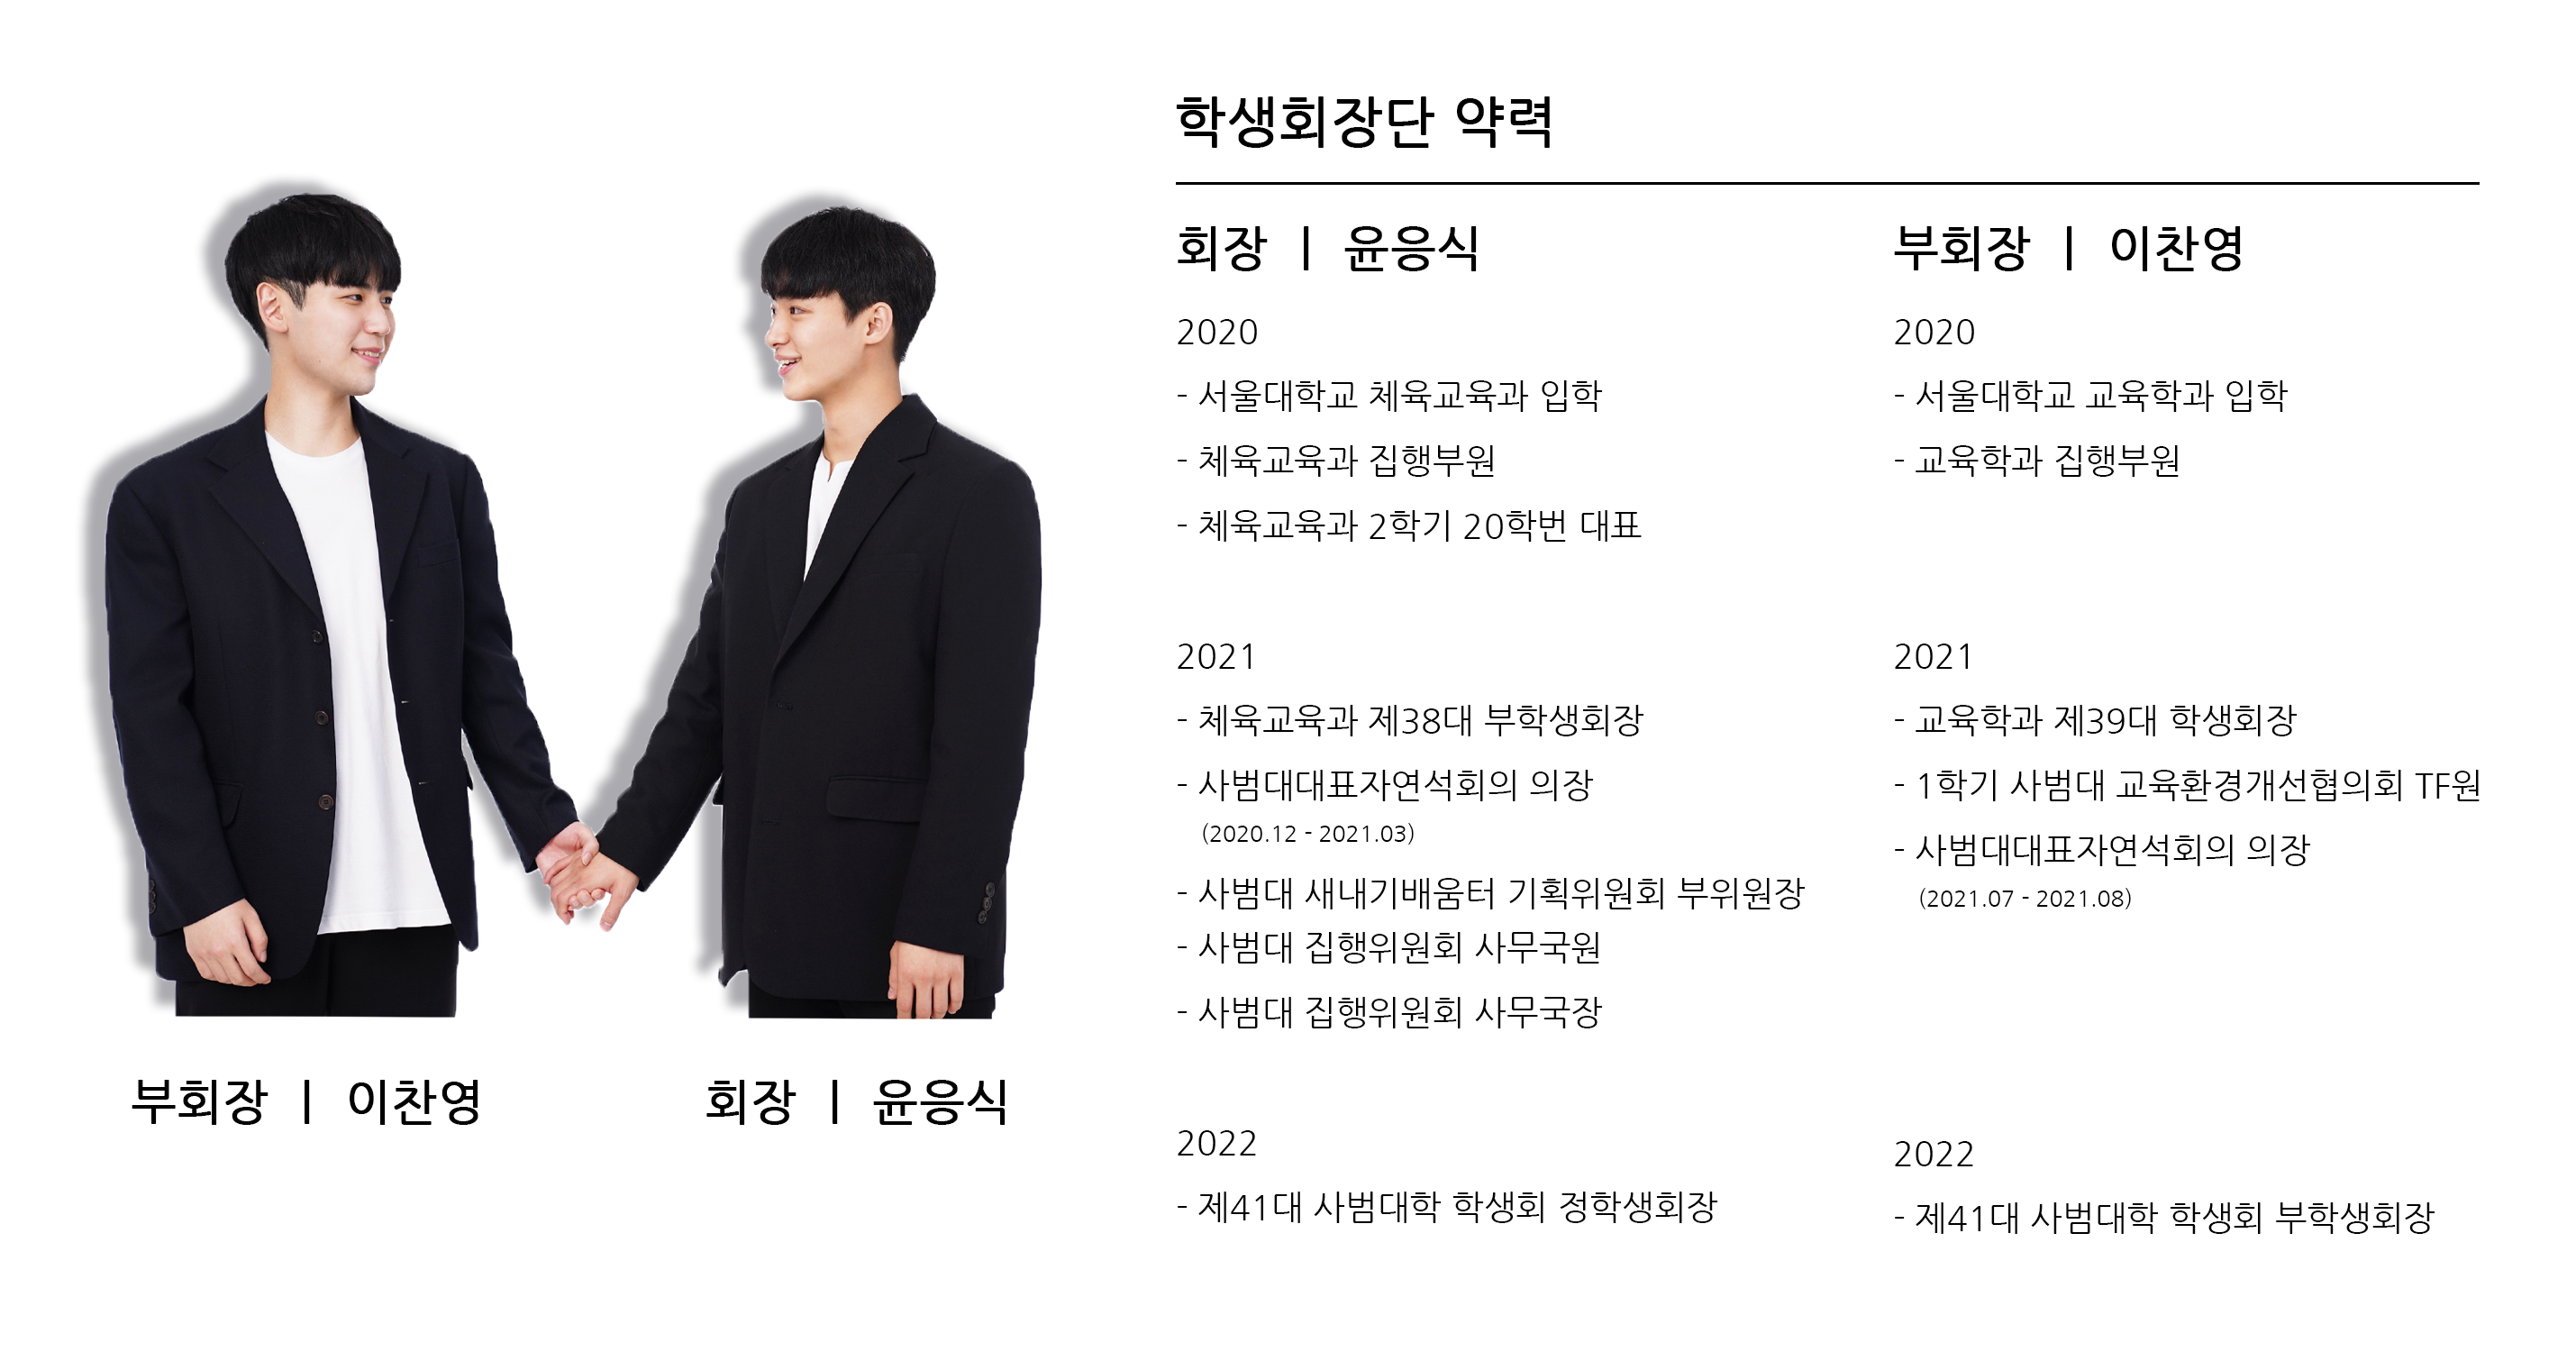 학생회장단 약력
회장 | 윤응식
2020
- 서울대학교 체육교육과 입학
- 체육교육과 집행부원
- 체육교육과 2학기 20학번 대표
2021
- 체육교육과 제38대 부학생회장
- 사범대대표자연석회의 의장
(2020.12 - 2021.03)
- 사범대 새내기배움터 기획위원회 부위원장
- 사범대 집행위원회 사무국원
- 사범대 집행위원회 사무국장
2022
- 제41대 사범대학 학생회 정학생회장
부회장 | 이찬영
2020
- 서울대학교 교육학과 입학
- 교육학과 집행부원
2021
- 교육학과 제39대 학생회장
- 1학기 사범대 교육환경개선협의회 TF원
- 사범대대표자연석회의 의장
(2021.07 - 2021.08)
2022
- 제41대 사범대학 학생회 부학생회장
부회장 | 이찬영
회장 | 윤응식